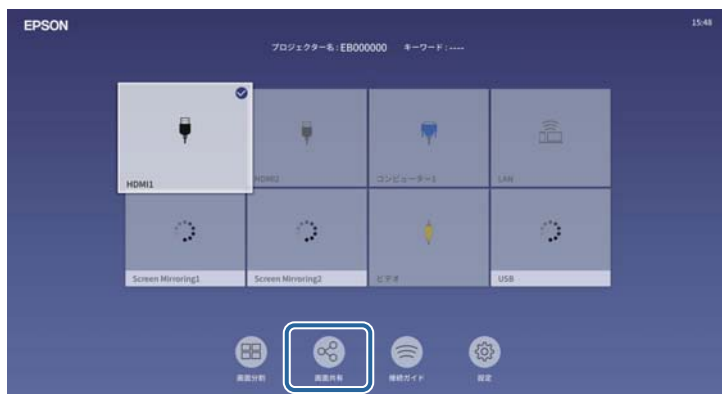 EPSON
15:48
プロジェクター名 : EB000000 キーワード : ----
HDMI1
HDMI2
コンピューター1
LAN
Screen Mirroring1
Screen Mirroring2
ビデオ
USB
画面分割
画面共有
接続ガイド
設定